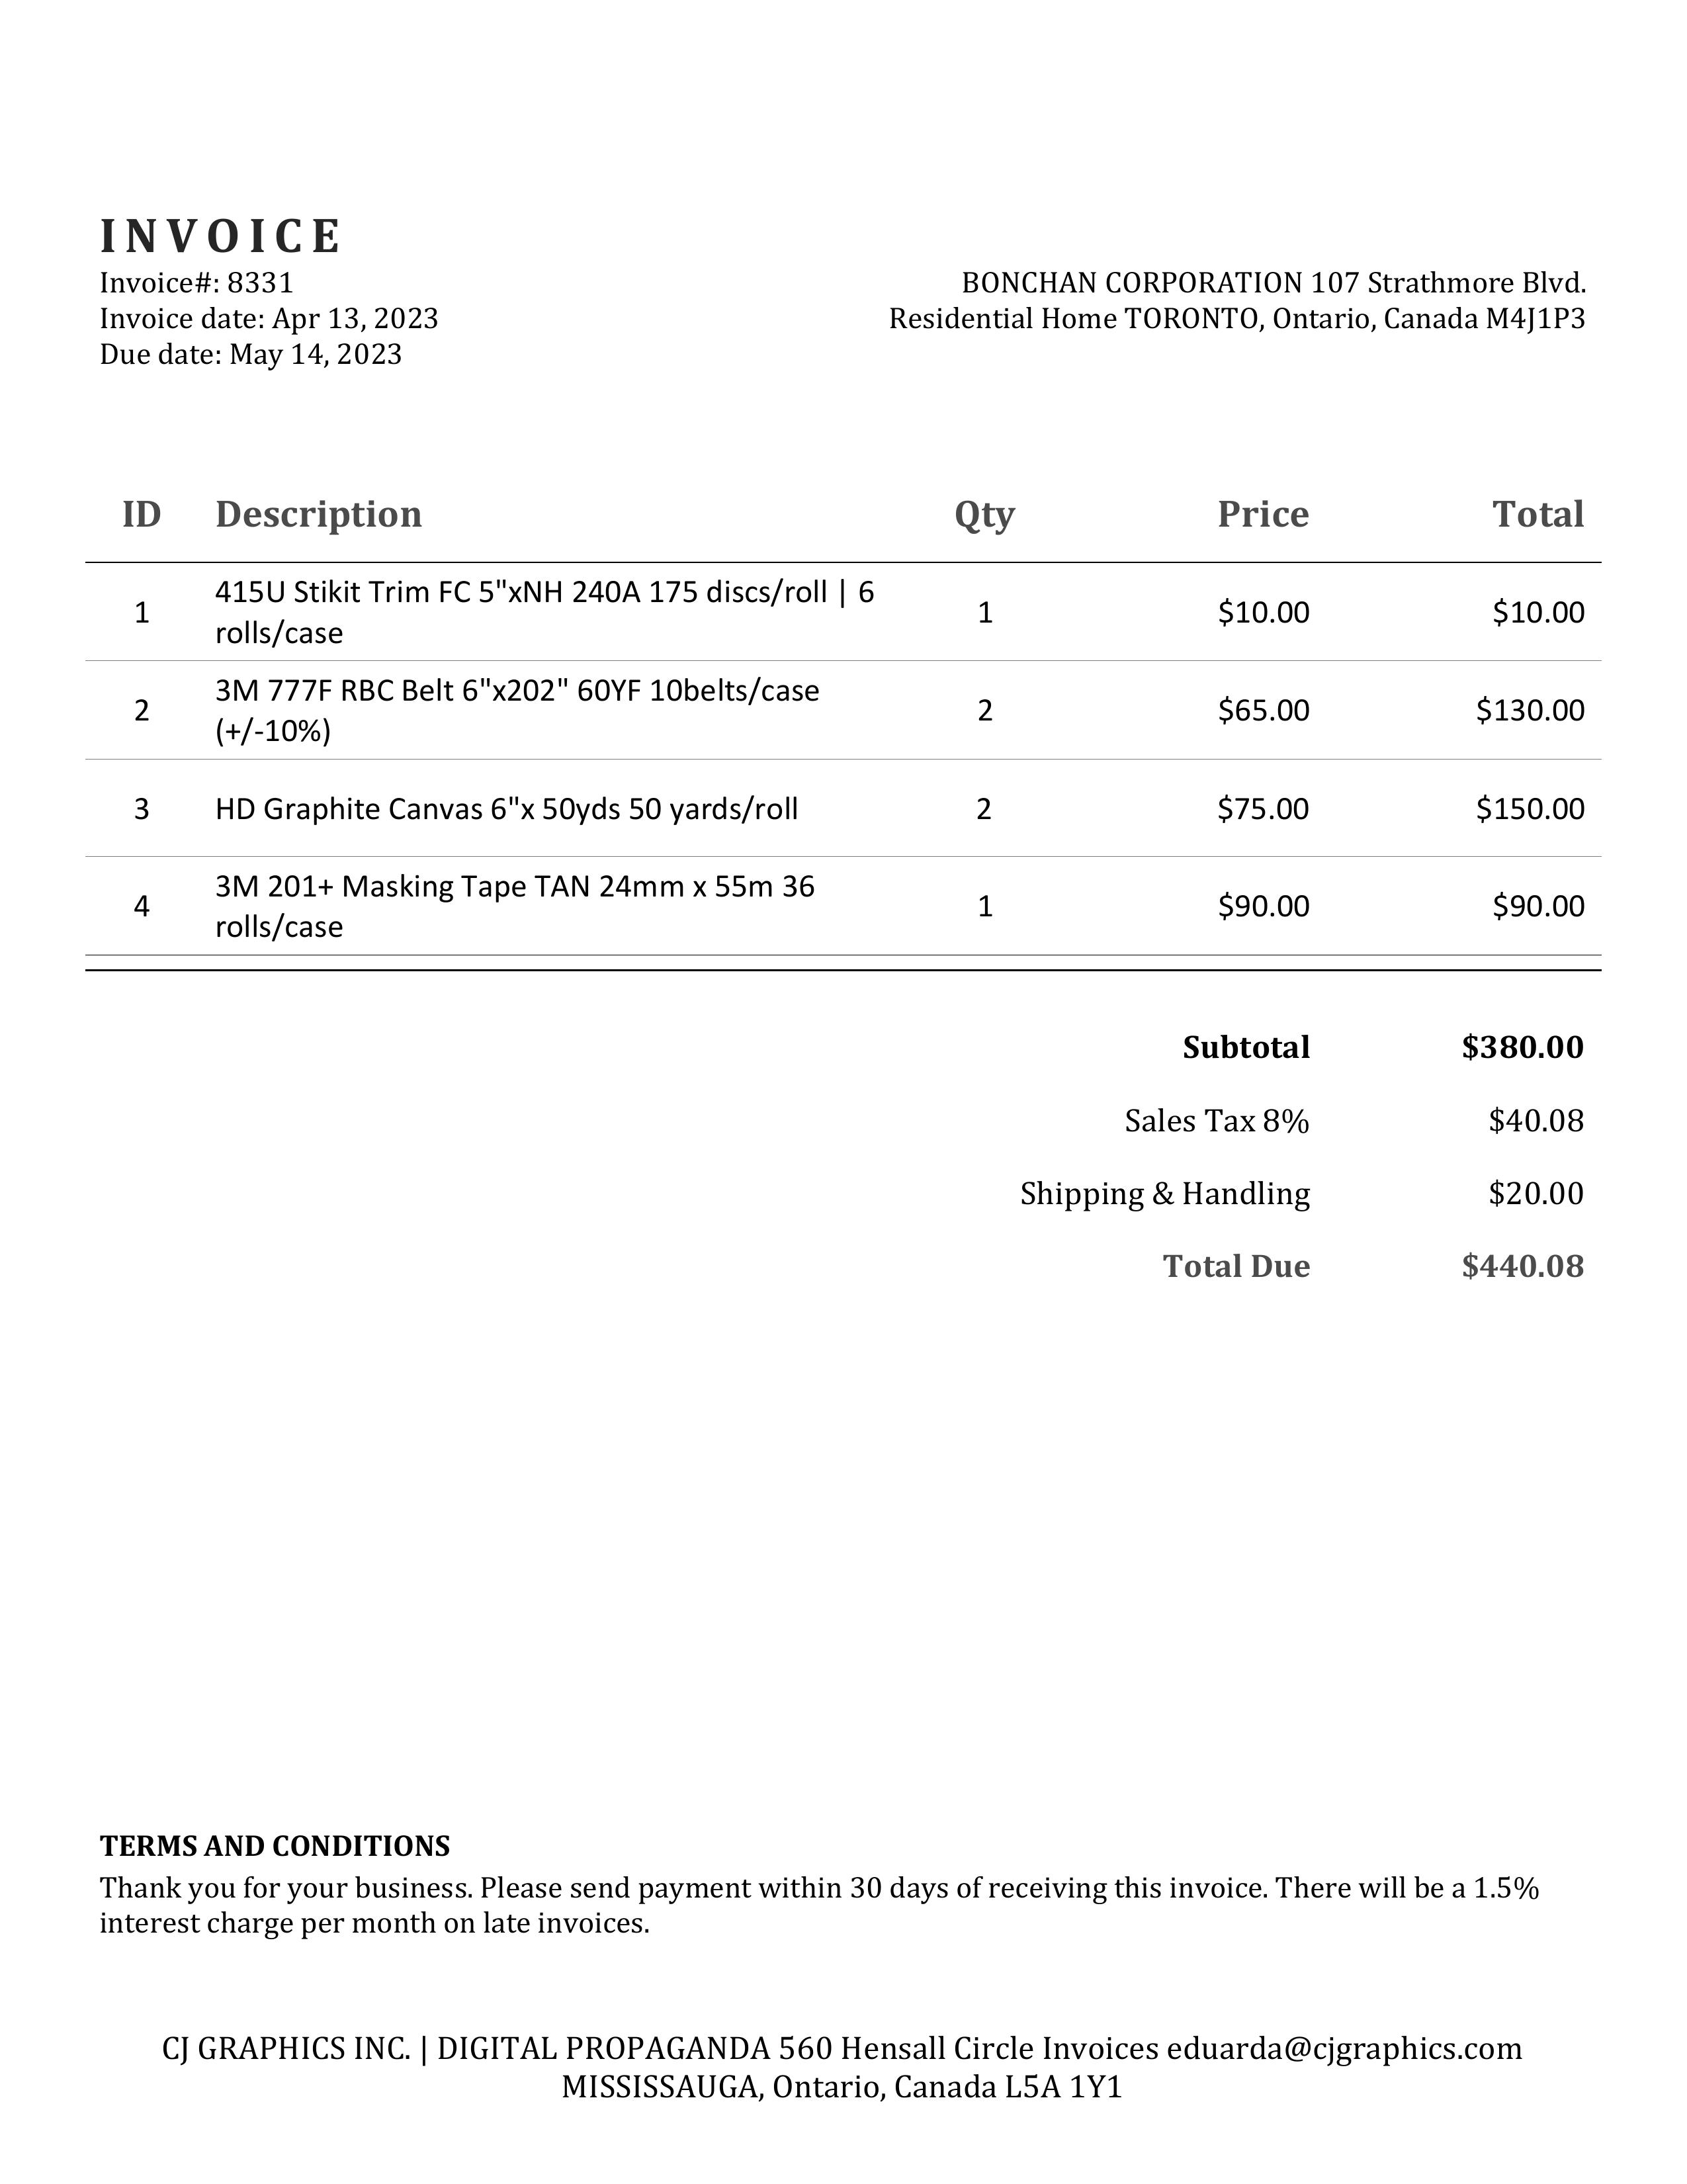 INVOICE
Invoice#: 8331
Invoice date: Apr 13, 2023
Due date: May 14, 2023
BONCHAN CORPORATION 107 Strathmore Blvd.
Residential Home TORONTO, Ontario, Canada M4J1P3
ID Description Qty Price Total
1 415U Stikit Trim FC 5"xNH 240A 175 discs/roll | 6
rolls/case 1 $10.00 $10.00
2 3M 777F RBC Belt 6"x202" 60YF 10belts/case
(+/-10%) 2 $65.00 $130.00
3 HD Graphite Canvas 6"x 50yds 50 yards/roll 2 $75.00 $150.00
4 3M 201+ Masking Tape TAN 24mm x 55m 36
rolls/case 1 $90.00 $90.00
Subtotal $380.00
Sales Tax 8% $40.08
Shipping & Handling $20.00
Total Due $440.08
TERMS AND CONDITIONS
Thank you for your business. Please send payment within 30 days of receiving this invoice. There will be a 1.5%
interest charge per month on late invoices.
CJ GRAPHICS INC. | DIGITAL PROPAGANDA 560 Hensall Circle Invoices eduarda@cjgraphics.com
MISSISSAUGA, Ontario, Canada L5A 1Y1